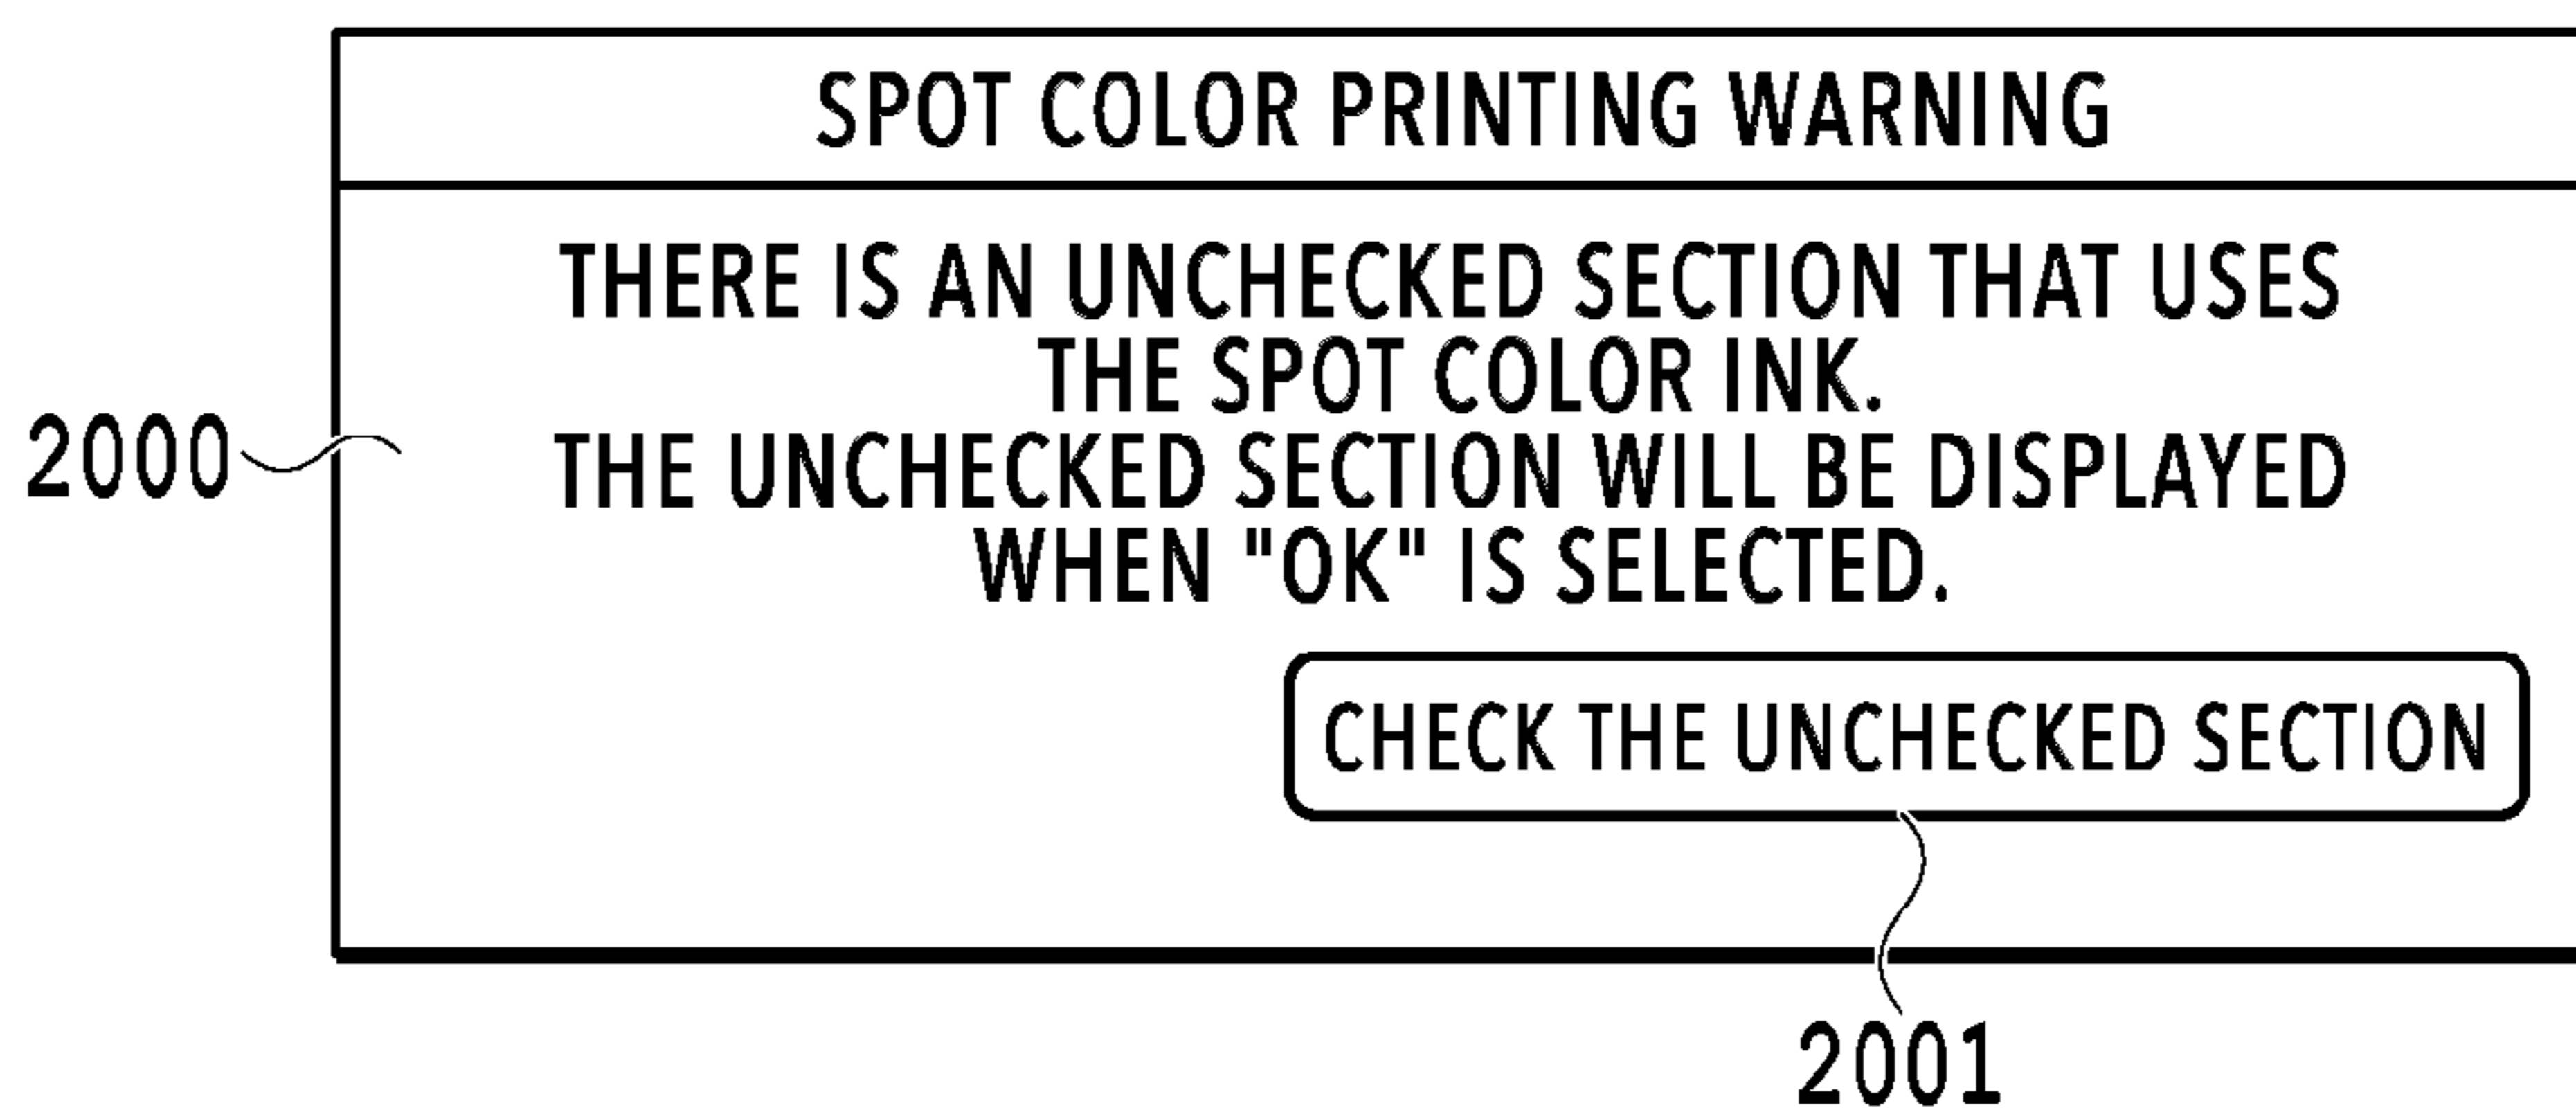 SPOT COLOR PRINTING WARNING
THERE IS AN UNCHECKED SECTION THAT USES
THE SPOT COLOR INK.
2000
THE UNCHECKED SECTION WILL BE DISPLAYED
WHEN "OK" IS SELECTED.
CHECK THE UNCHECKED SECTION
2001